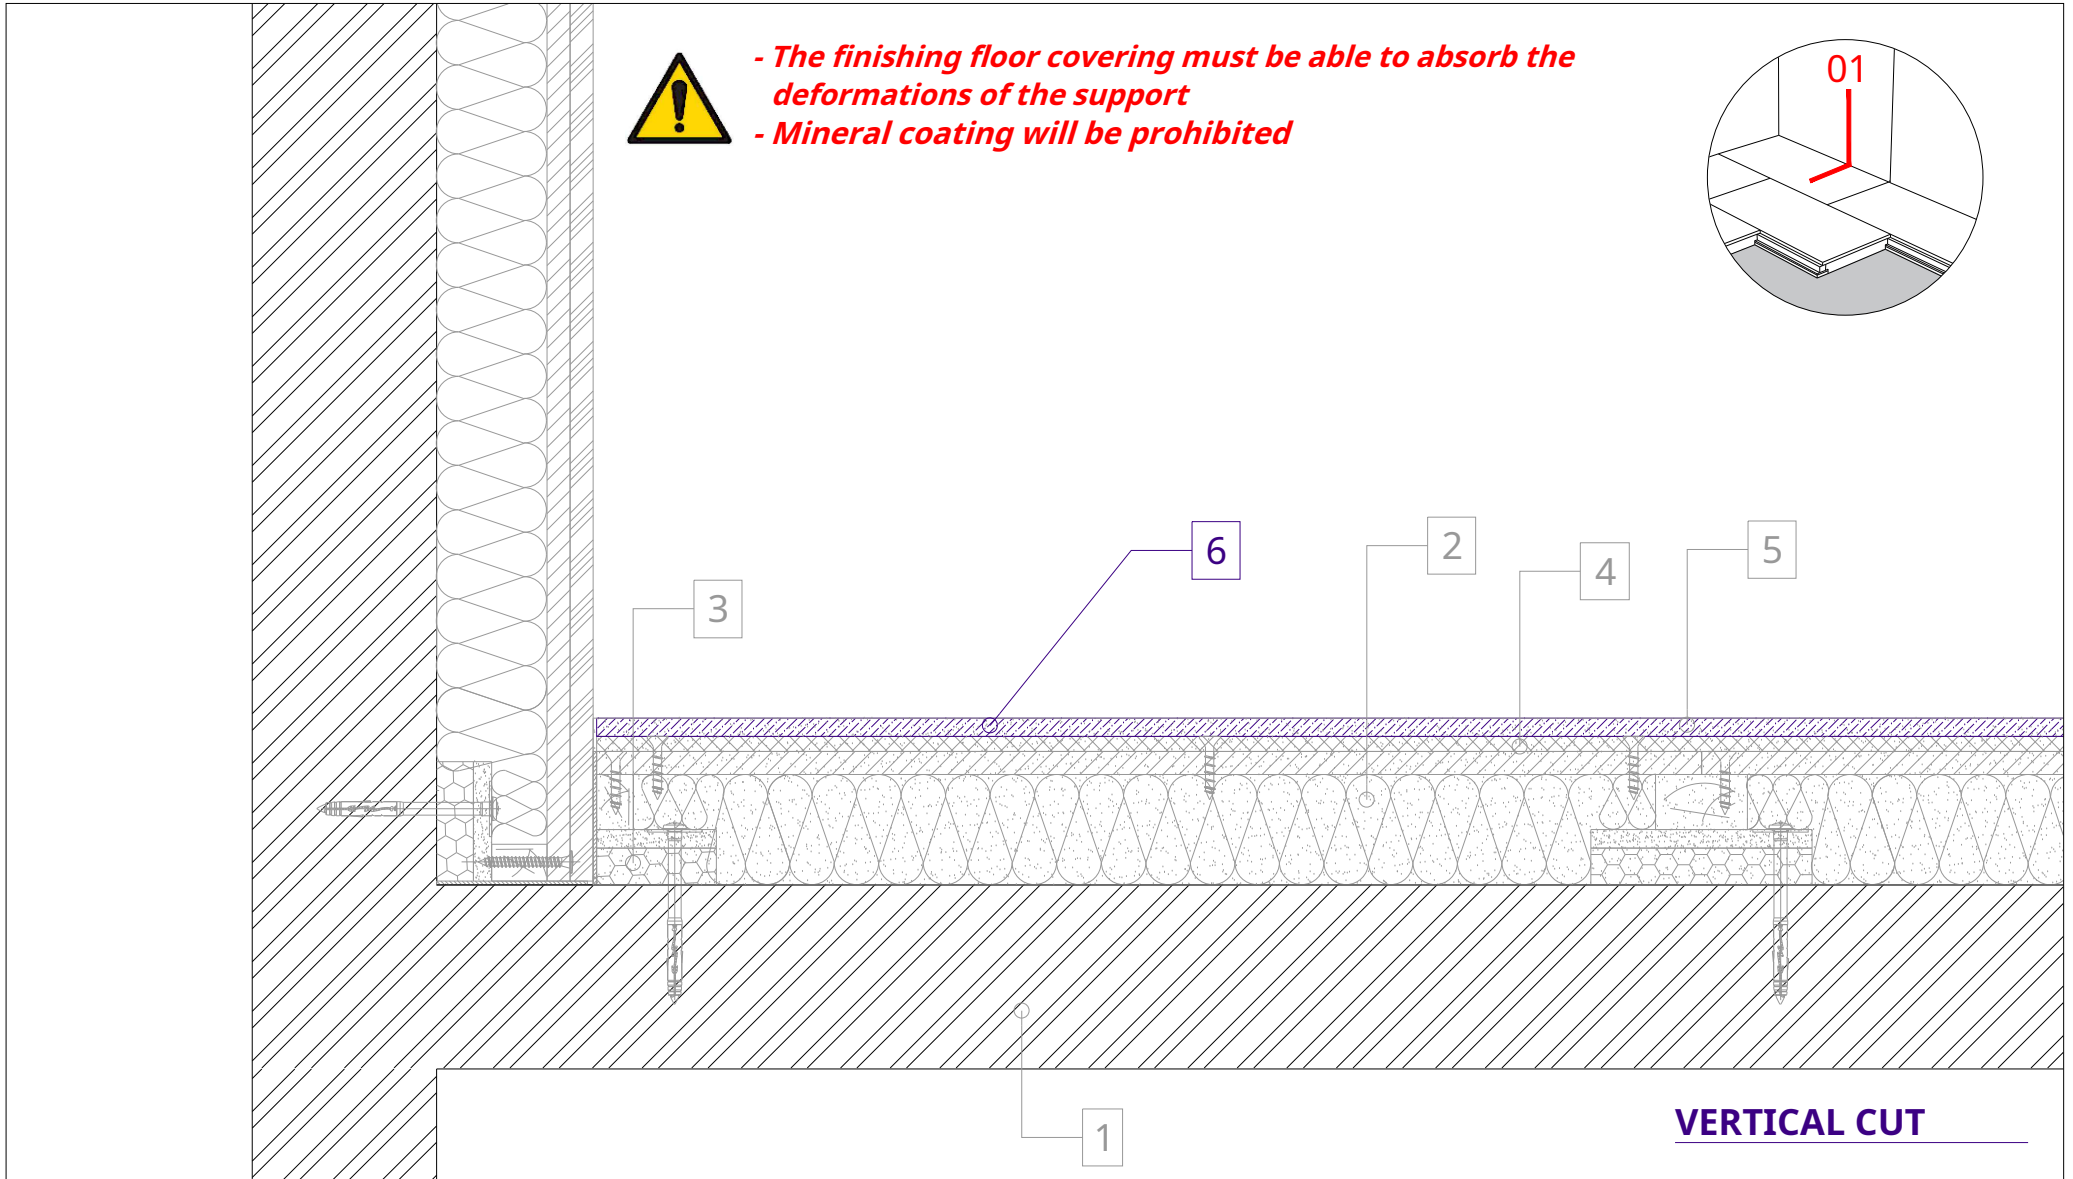 - The finishing floor covering must be able to absorb the
deformations of the support
- Mineral coating will be prohibited
01
6
2
4
5
3
1
VERTICAL CUT